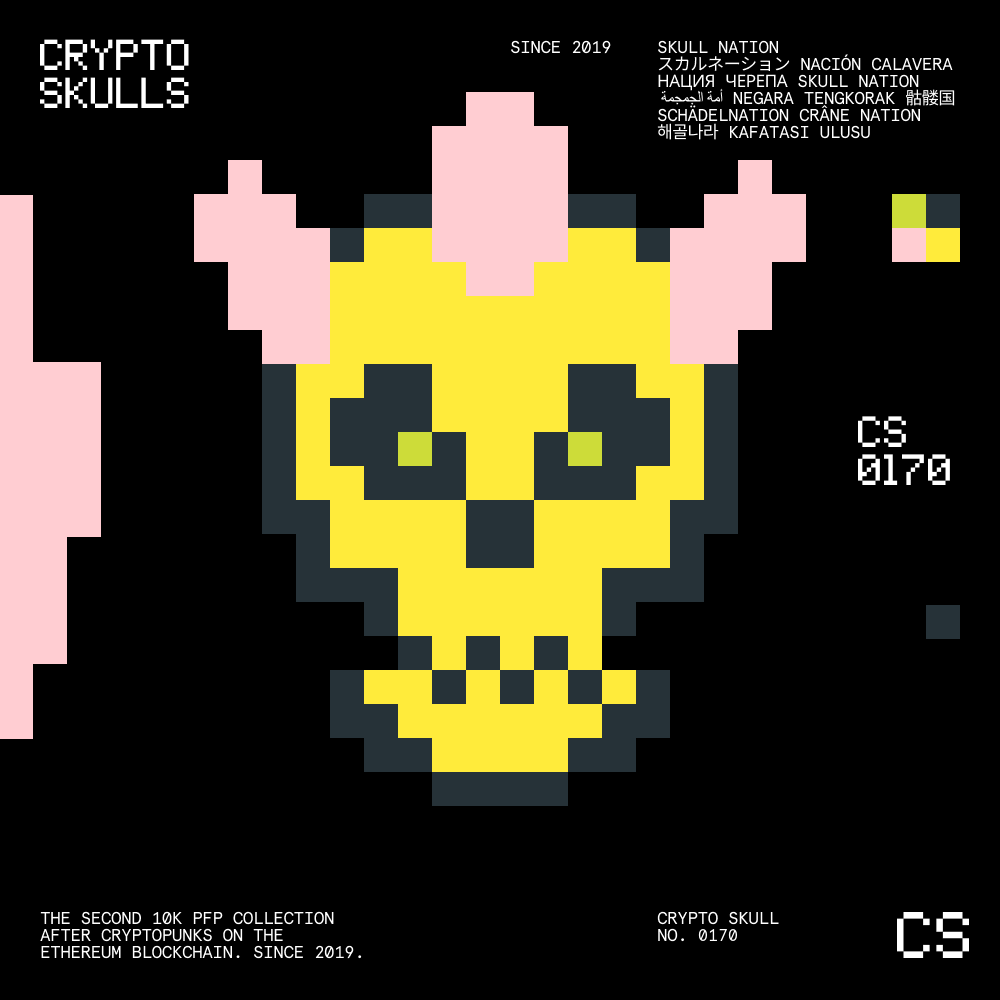 CRYPTO
SKULLS
SINCE 2019
SKULL NATION
スカルネーション NACIÓN CALAVERA
НАЦИЯ ЧЕРЕПА SKULL NATION
أمة الجمجمة NEGARA TENGKORAK 骷髅国
SCHÄDELNATION CRÂNE NATION
해골나라 KAFATASI ULUSU
CS
0170
THE SECOND 10K PFP COLLECTION
AFTER CRYPTOPUNKS ON THE
ETHEREUM BLOCKCHAIN. SINCE 2019.
CRYPTO SKULL
NO. 0170
CS